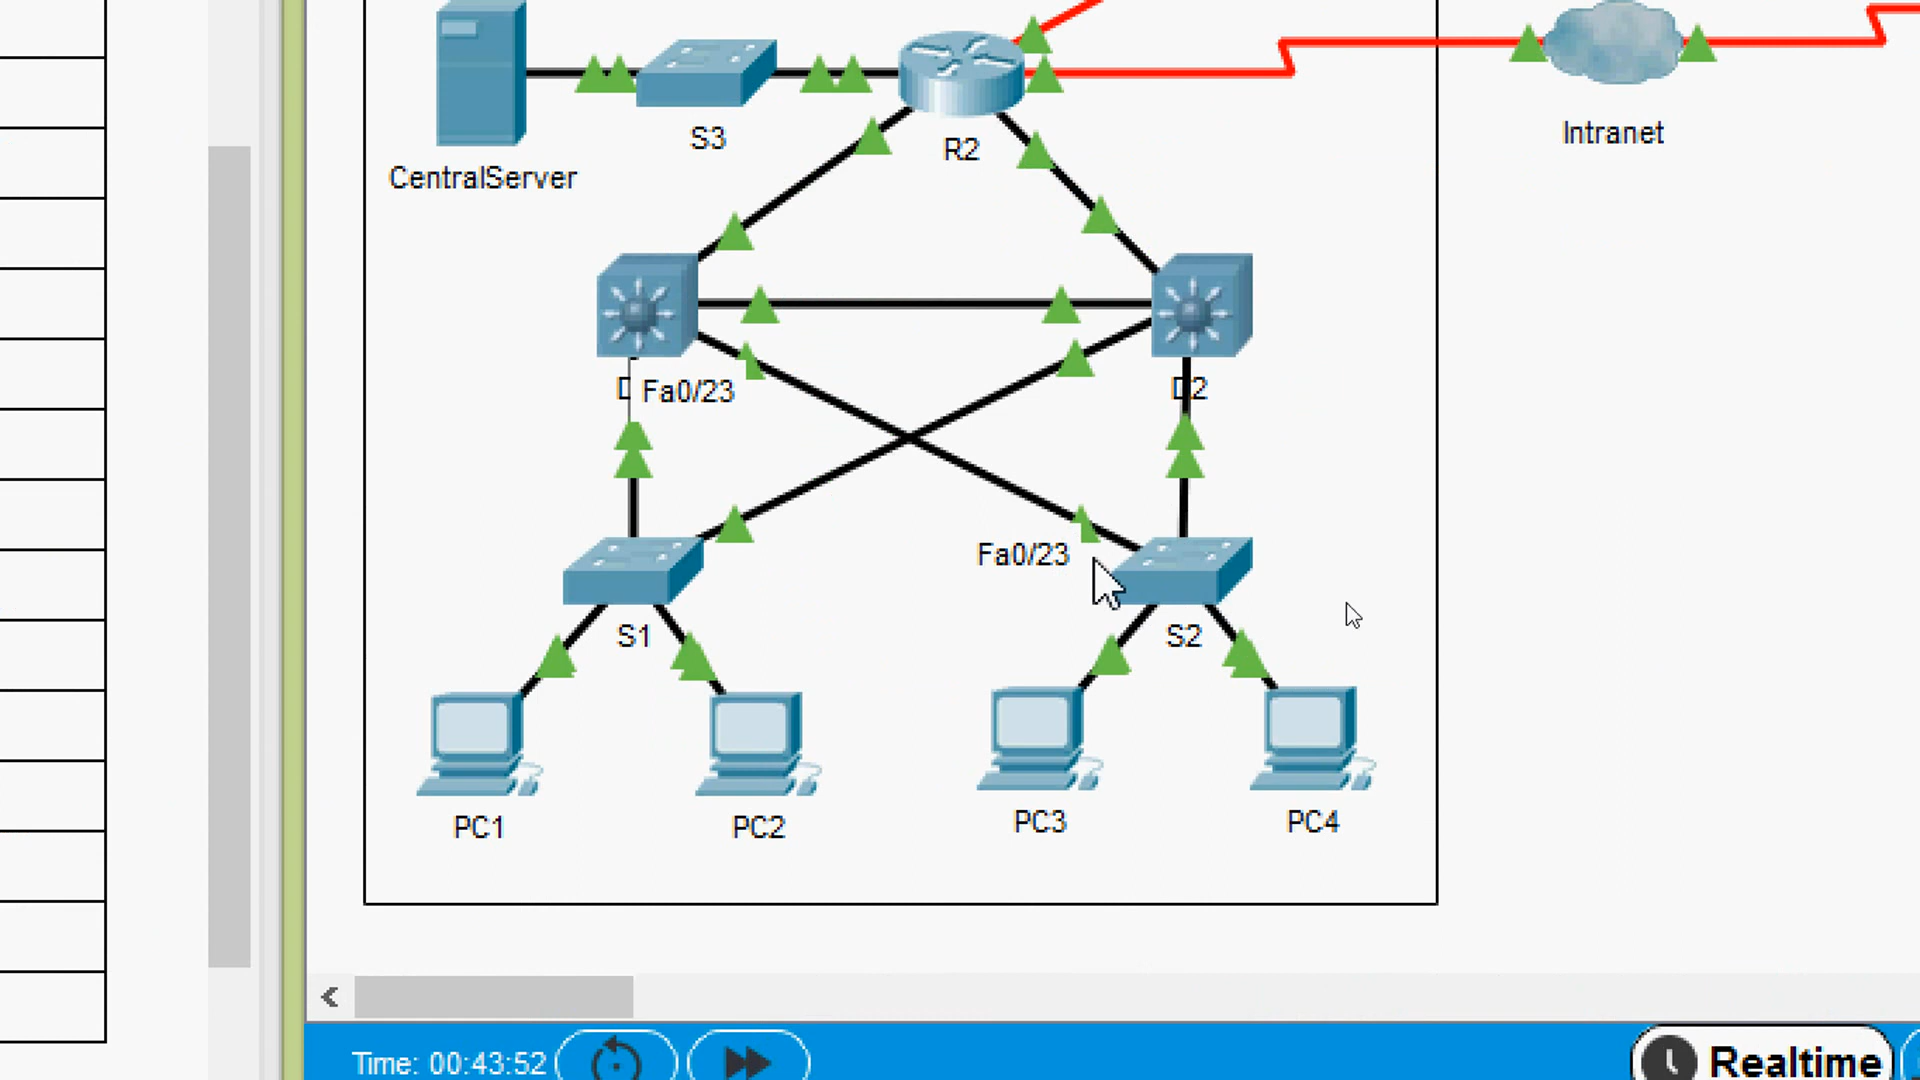 S3
R2
Intranet
CentralServer
Fa0/23
D2
Fa0/23
S1
S2
PC1
PC2
PC3
PC4
Time: 00:43:52
Realtime